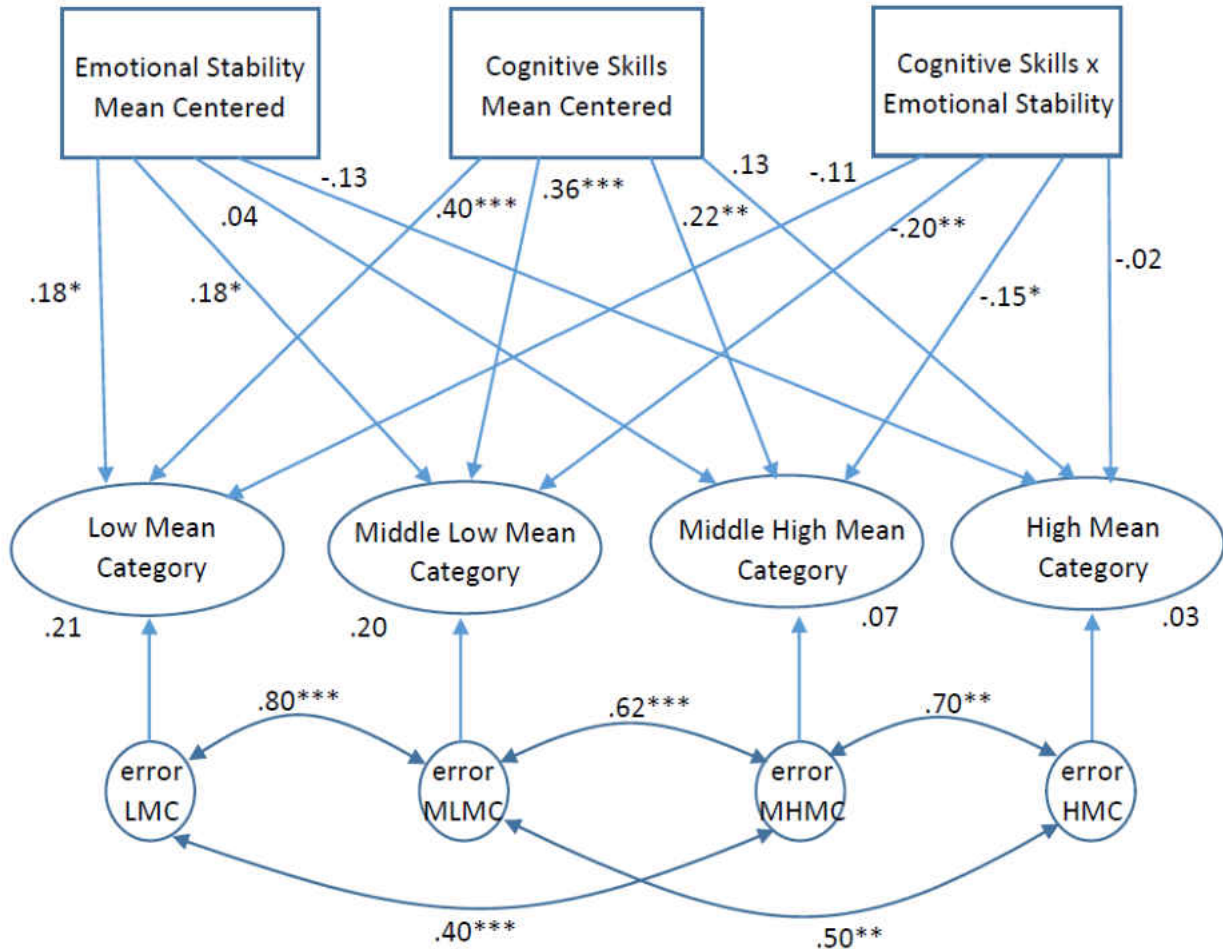 Emotional Stability
Mean Centered
Cognitive Skills
Mean Centered
Cognitive Skills x
Emotional Stability
-.13
.13
-.11
.04
.40***
.36***
.22**
-.20**
-.02
.18*
.18*
-.15*
Low Mean
Category
Middle Low Mean
Category
Middle High Mean
Category
High Mean
Category
.21
.20
.07
.03
.80***
.62***
.70**
error
LMC
error
MLMC
error
MHMC
error
HMC
.40***
.50**